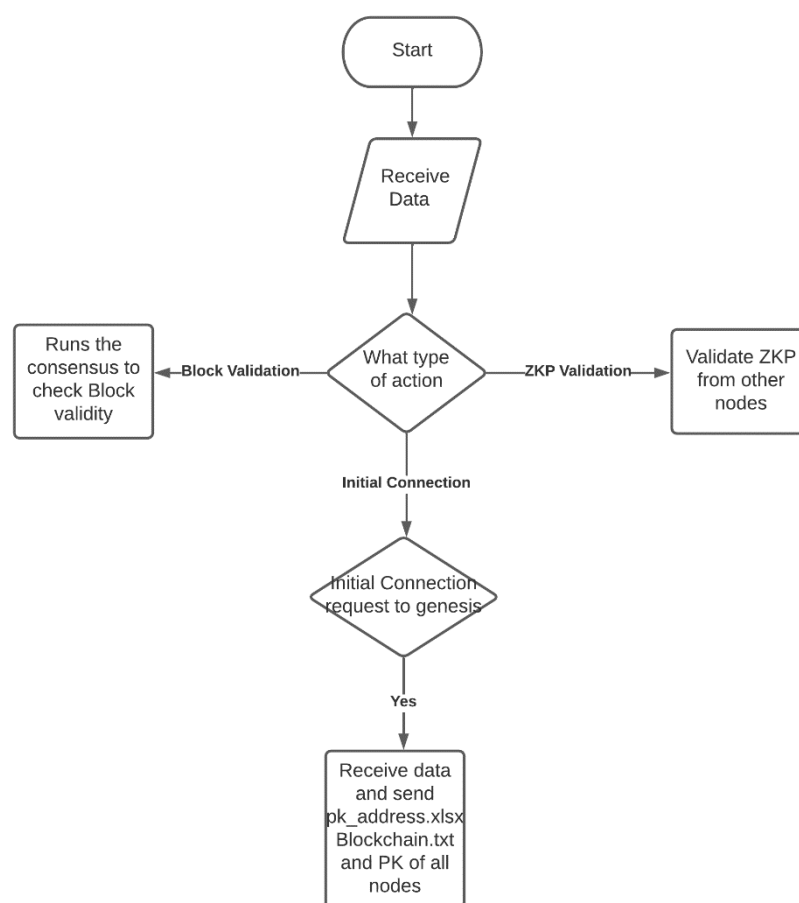 Start
Receive
Data
What type
of action
Block Validation
Runs the
consensus to
check Block
validity
ZKP Validation
Validate ZKP
from other
nodes
Initial Connection
Initial Connection
request to genesis
Yes
Receive data
and send
pk_address.xlsx
Blockchain.txt
and PK of all
nodes